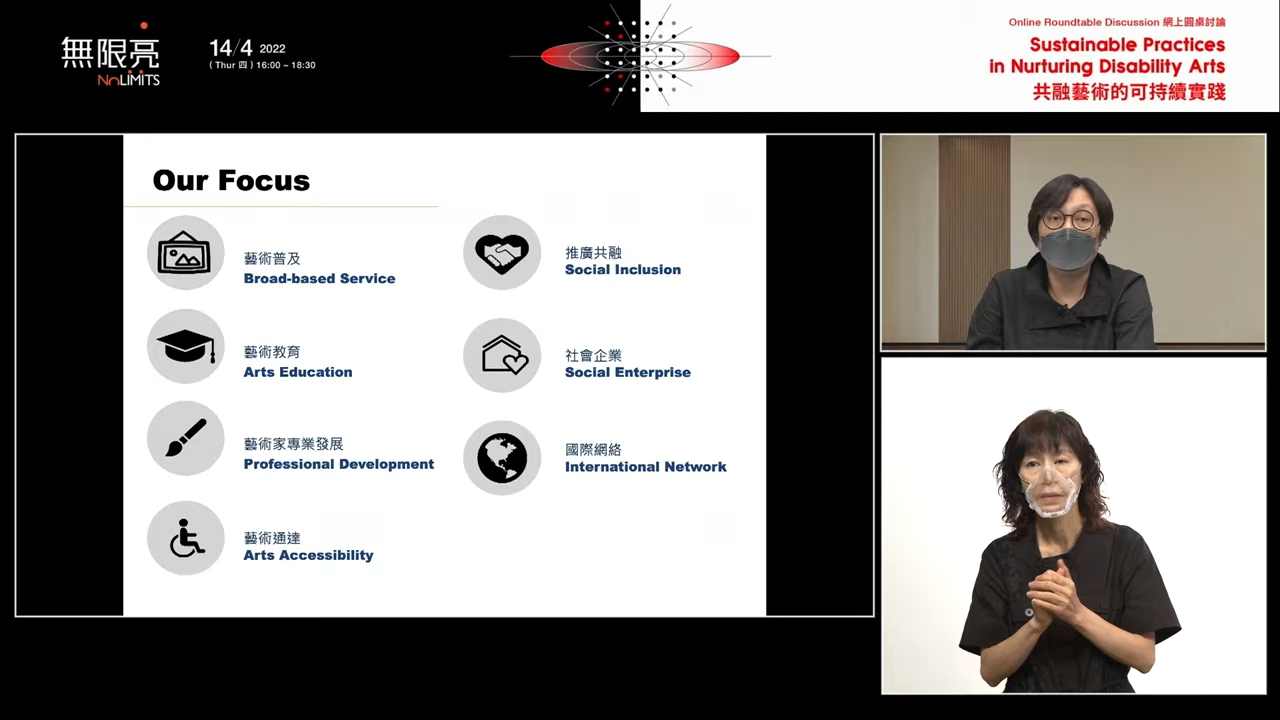 無限亮
NoLIMITS
14/4 2022
( Thur 四 ) 16:00 – 18:30
Online Roundtable Discussion 網上圓桌討論
Sustainable Practices
in Nurturing Disability Arts
共融藝術的可持續實踐
Our Focus
藝術普及
Broad-based Service
藝術教育
Arts Education
藝術家專業發展
Professional Development
藝術通達
Arts Accessibility
推廣共融
Social Inclusion
社會企業
Social Enterprise
國際網絡
International Network